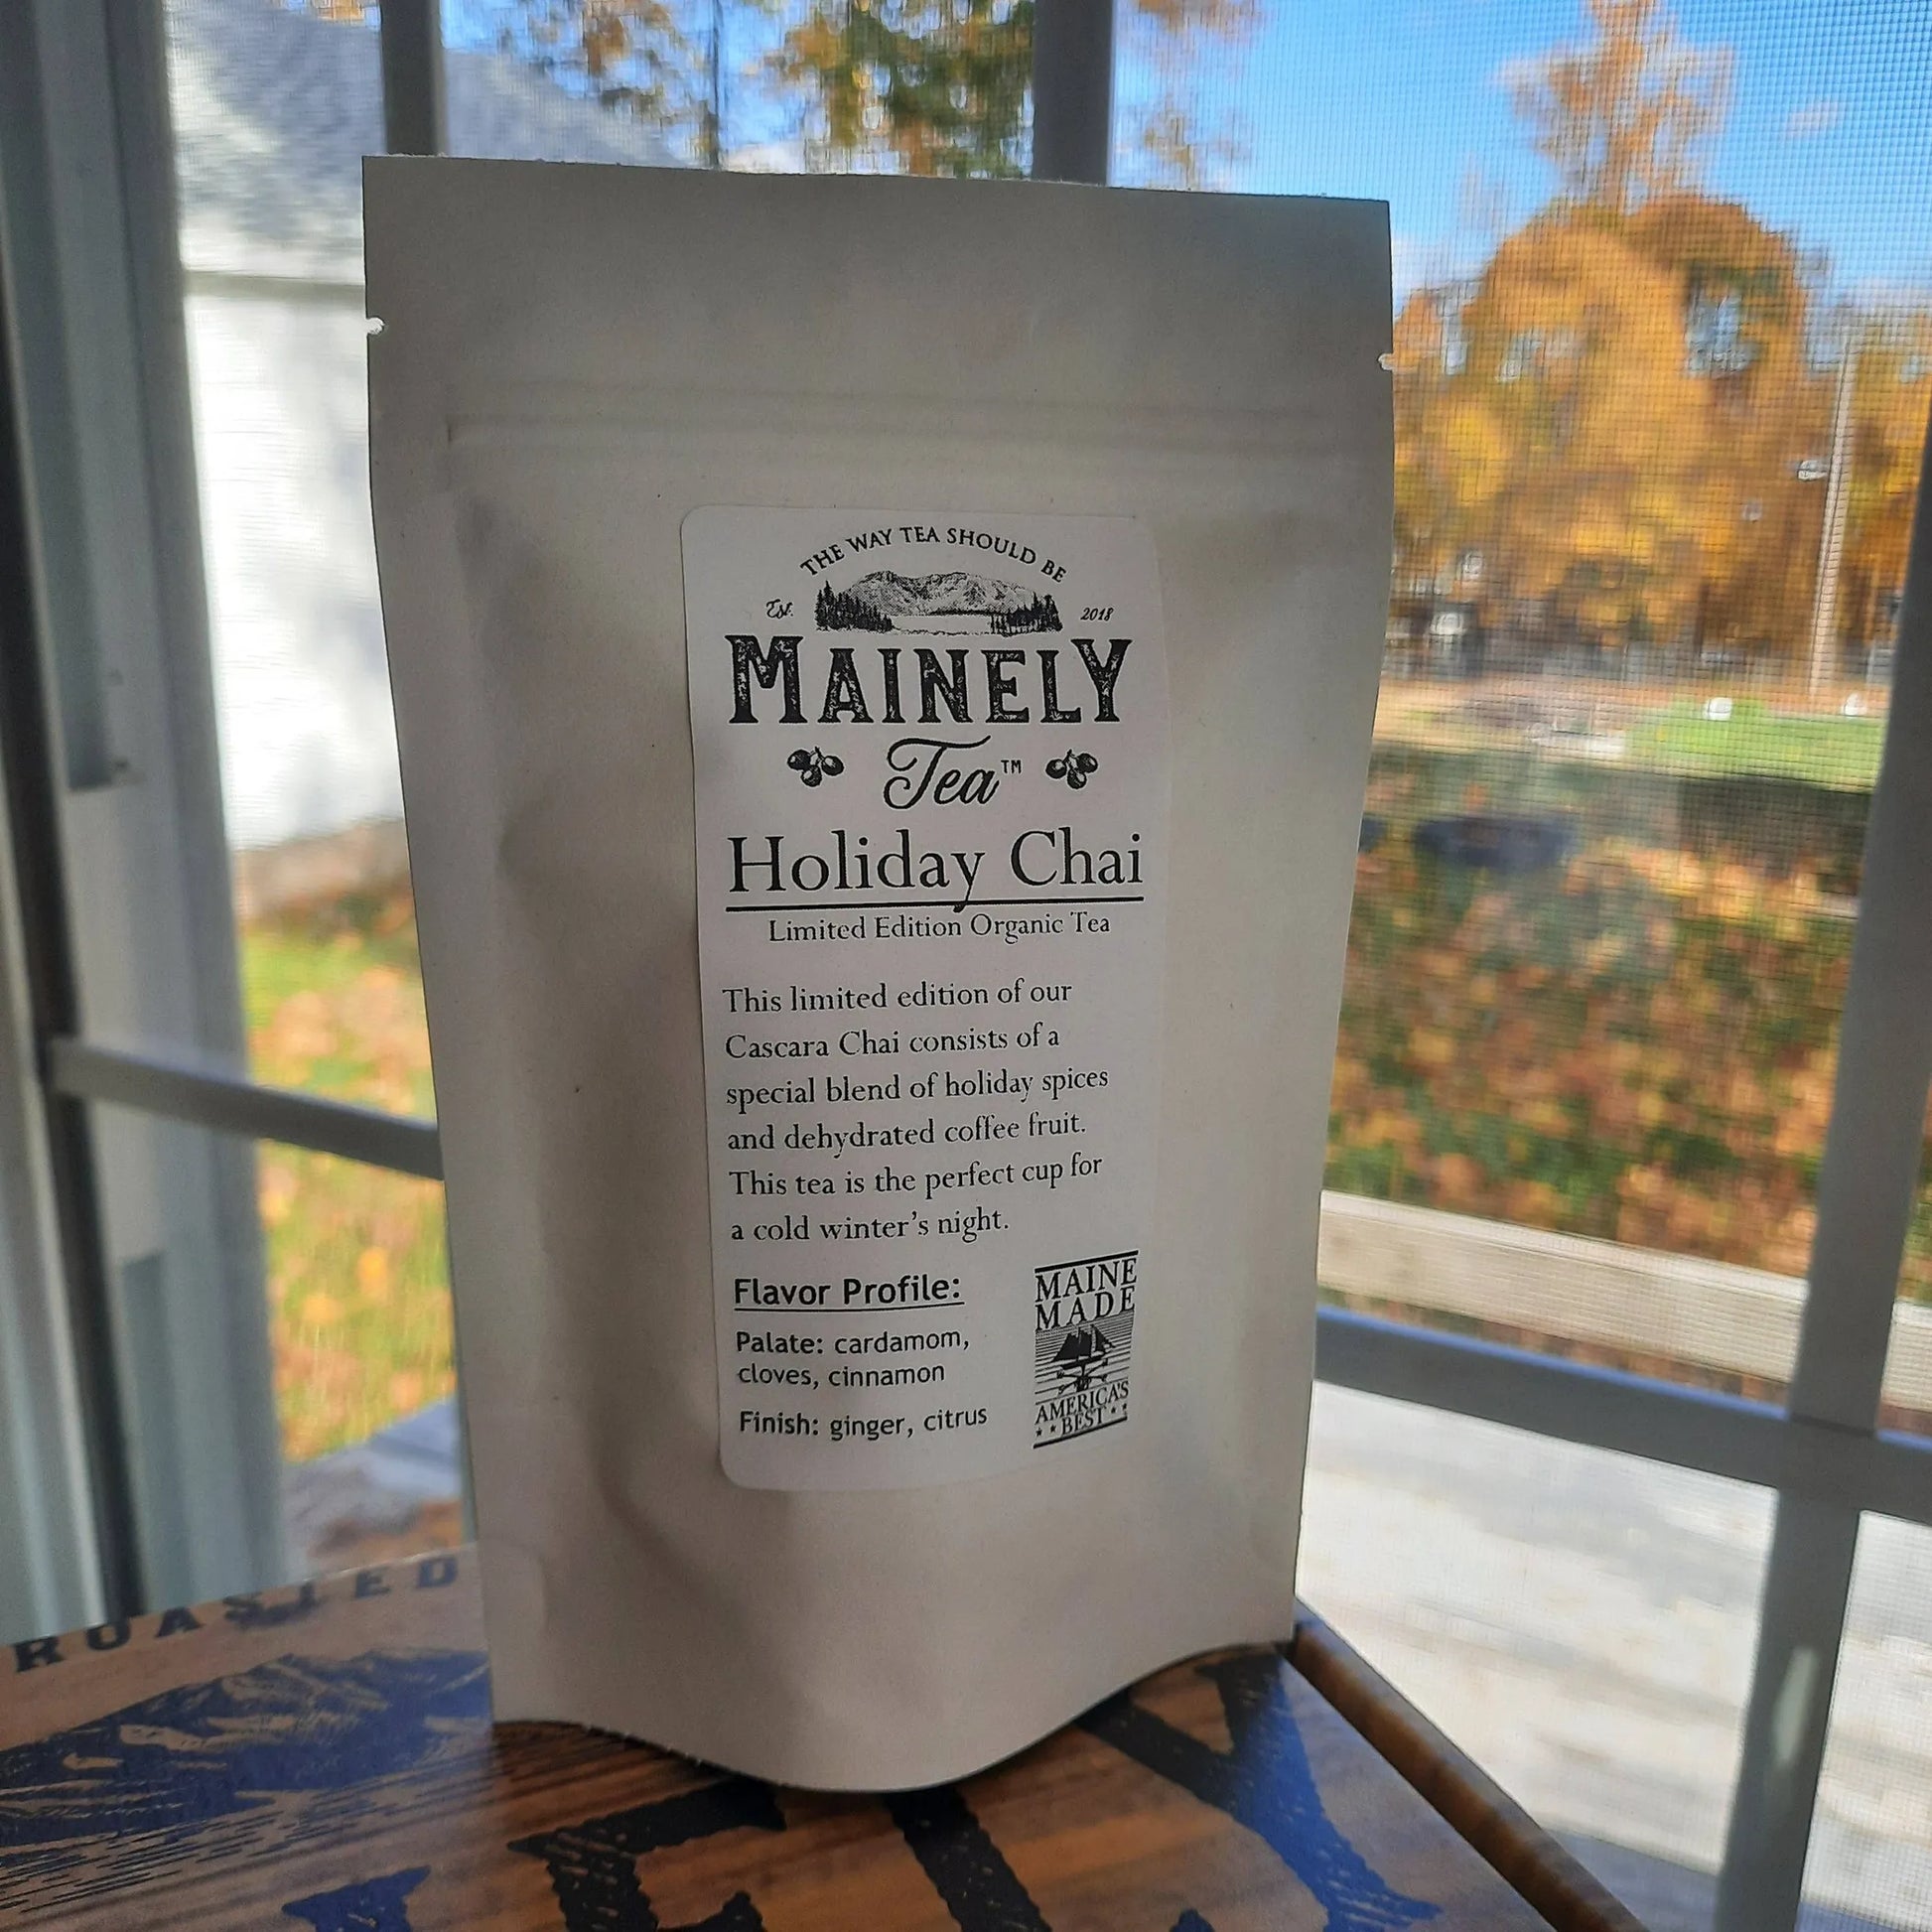 THE WAY TEA SHOULD BE
Est. 2018
MAINELY
Tea™
Holiday Chai
Limited Edition Organic Tea
This limited edition of our
Cascara Chai consists of a
special blend of holiday spices
and dehydrated coffee fruit.
This tea is the perfect cup for
a cold winter's night.
Flavor Profile:
Palate: cardamom,
cloves, cinnamon
Finish: ginger, citrus
MAINE
MADE
AMERICA'S
BEST
ROASTED